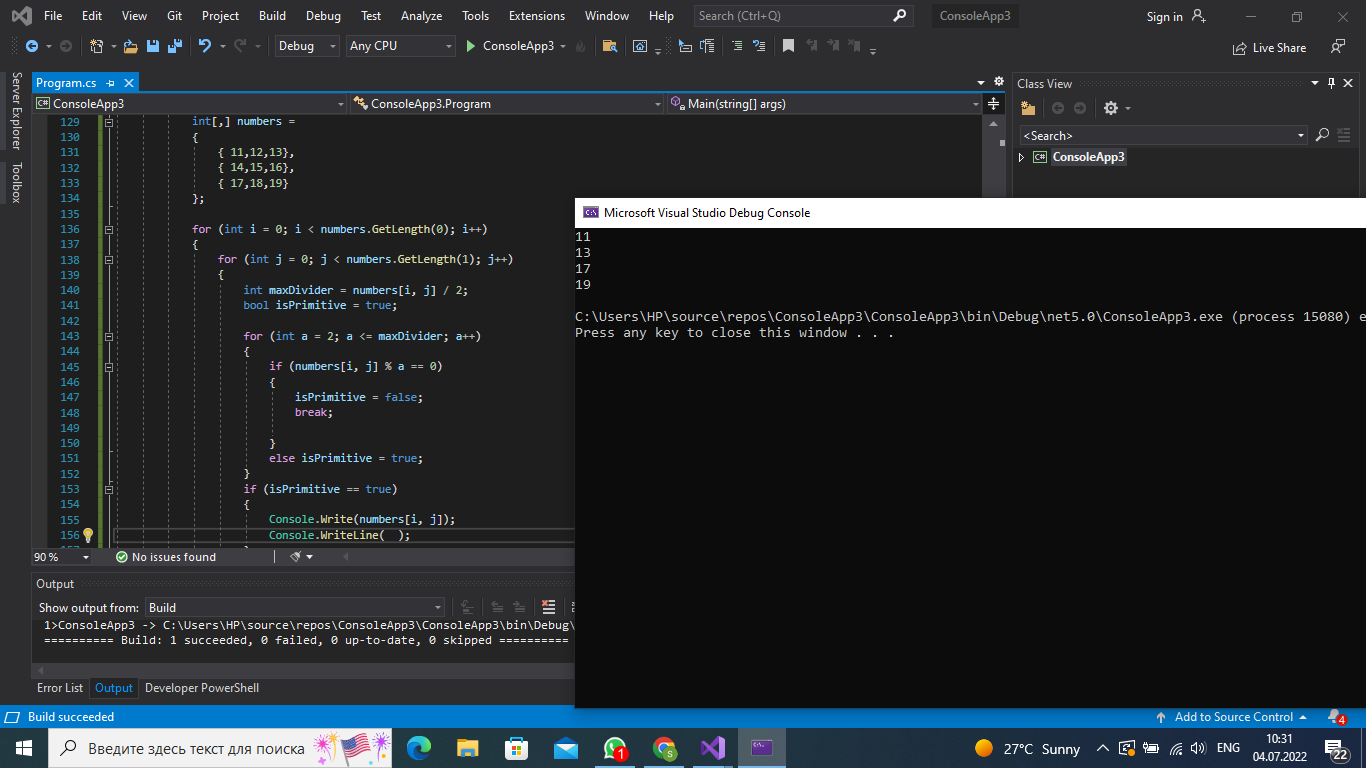 File Edit View Git Project Build Debug Test Analyze Tools Extensions Window Help Search (Ctrl+Q) ConsoleApp3 Sign in
Debug Any CPU ConsoleApp3 Live Share
Server Explorer
Toolbox
Program.cs
ConsoleApp3 ConsoleApp3.Program Main(string[] args)
129 int[,] numbers =
130 {
131 { 11,12,13},
132 { 14,15,16},
133 { 17,18,19}
134 };
135
136 for (int i = 0; i < numbers.GetLength(0); i++)
137 {
138 for (int j = 0; j < numbers.GetLength(1); j++)
139 {
140 int maxDivider = numbers[i, j] / 2;
141 bool isPrimitive = true;
142
143 for (int a = 2; a <= maxDivider; a++)
144 {
145 if (numbers[i, j] % a == 0)
146 {
147 isPrimitive = false;
148 break;
149
150 }
151 else isPrimitive = true;
152 }
153 if (isPrimitive == true)
154 {
155 Console.Write(numbers[i, j]);
156 Console.WriteLine(  );
90 % No issues found
Class View
<Search>
ConsoleApp3
Microsoft Visual Studio Debug Console
11
13
17
19
C:\Users\HP\source\repos\ConsoleApp3\ConsoleApp3\bin\Debug\net5.0\ConsoleApp3.exe (process 15080) e
Press any key to close this window . . .
Output
Show output from: Build
1>ConsoleApp3 -> C:\Users\HP\source\repos\ConsoleApp3\ConsoleApp3\bin\Debug\
========== Build: 1 succeeded, 0 failed, 0 up-to-date, 0 skipped ==========
Error List Output Developer PowerShell
Build succeeded Add to Source Control 4
Введите здесь текст для поиска 1 27°C Sunny ENG 10:31
04.07.2022 22